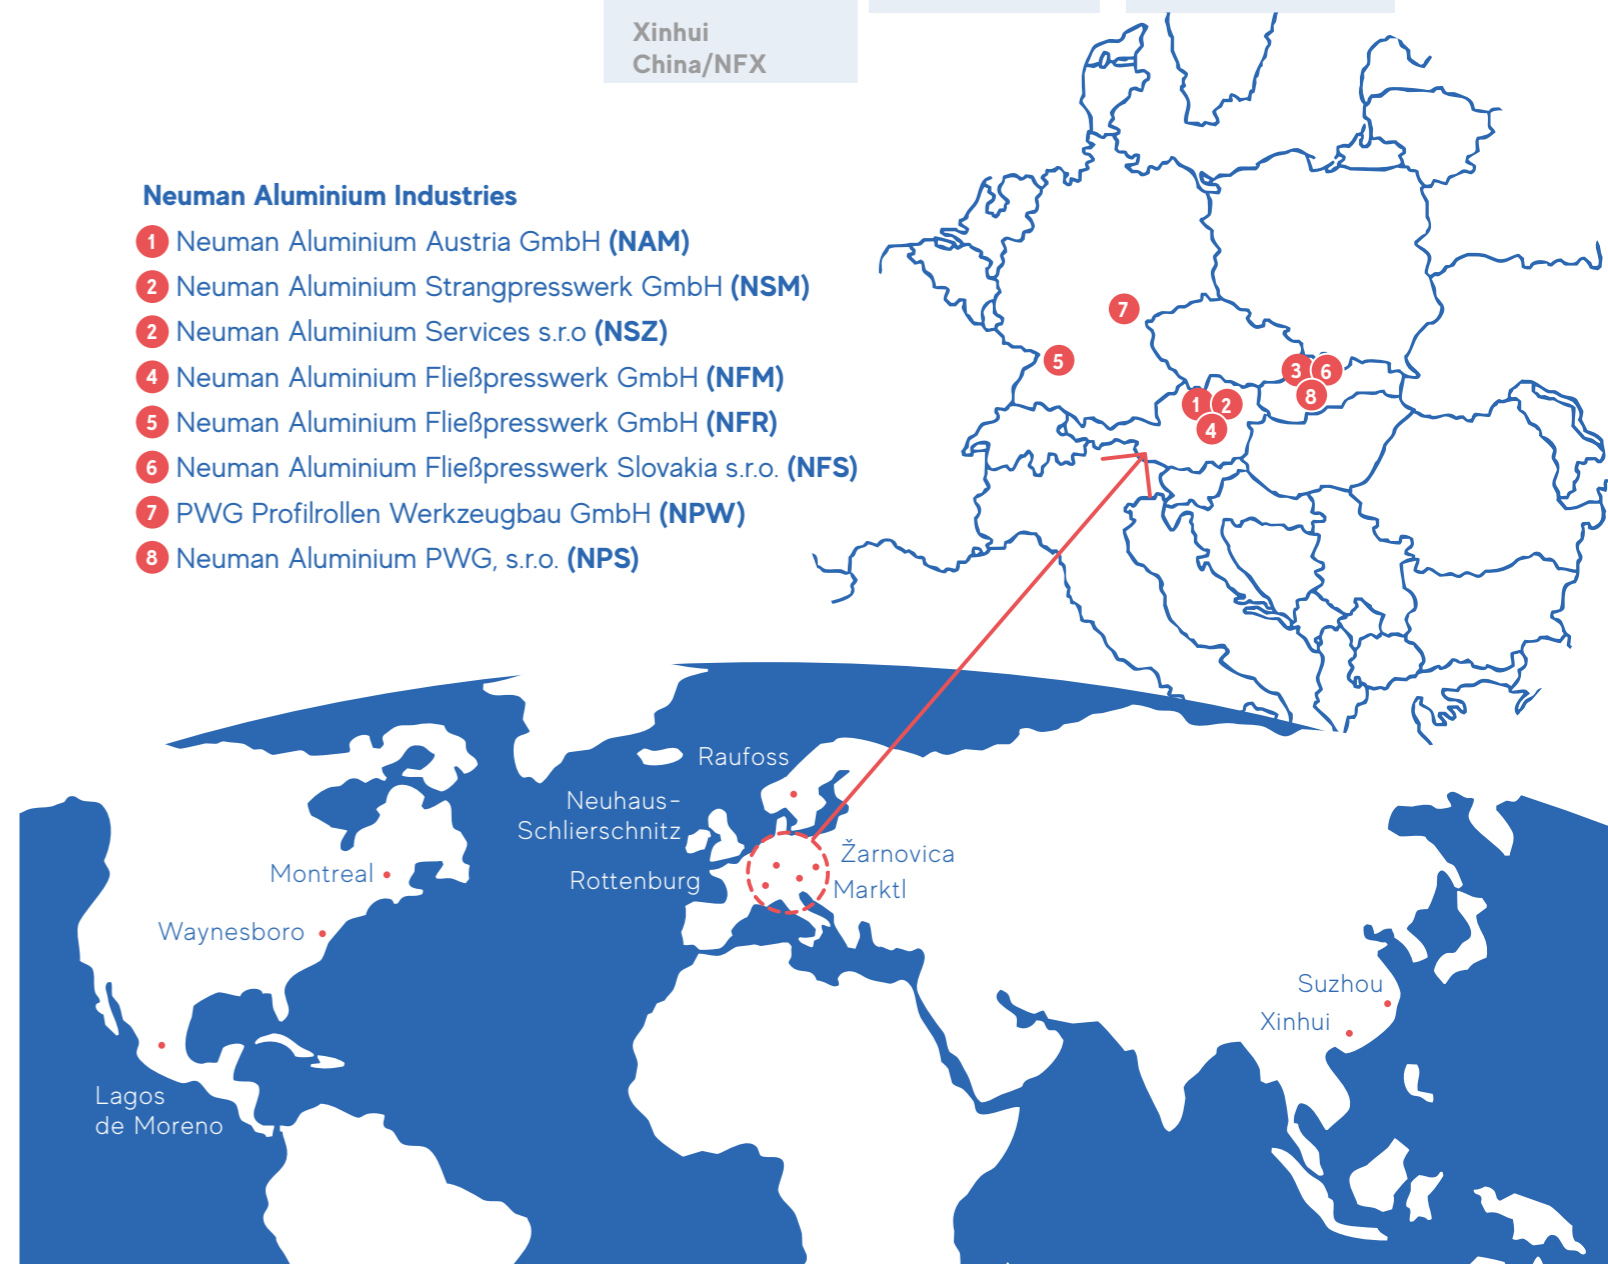 Xinhui
China/NFX
Neuman Aluminium Industries
1 Neuman Aluminium Austria GmbH (NAM)
2 Neuman Aluminium Strangpresswerk GmbH (NSM)
2 Neuman Aluminium Services s.r.o (NSZ)
4 Neuman Aluminium Fließpresswerk GmbH (NFM)
5 Neuman Aluminium Fließpresswerk GmbH (NFR)
6 Neuman Aluminium Fließpresswerk Slovakia s.r.o. (NFS)
7 PWG Profilrollen Werkzeugbau GmbH (NPW)
8 Neuman Aluminium PWG, s.r.o. (NPS)
7
5
3 6
8
1 2
4
Raufoss
Neuhaus-
Schlierschnitz
Rottenburg
Žarnovica
Marktl
Montreal
Waynesboro
Lagos
de Moreno
Suzhou
Xinhui